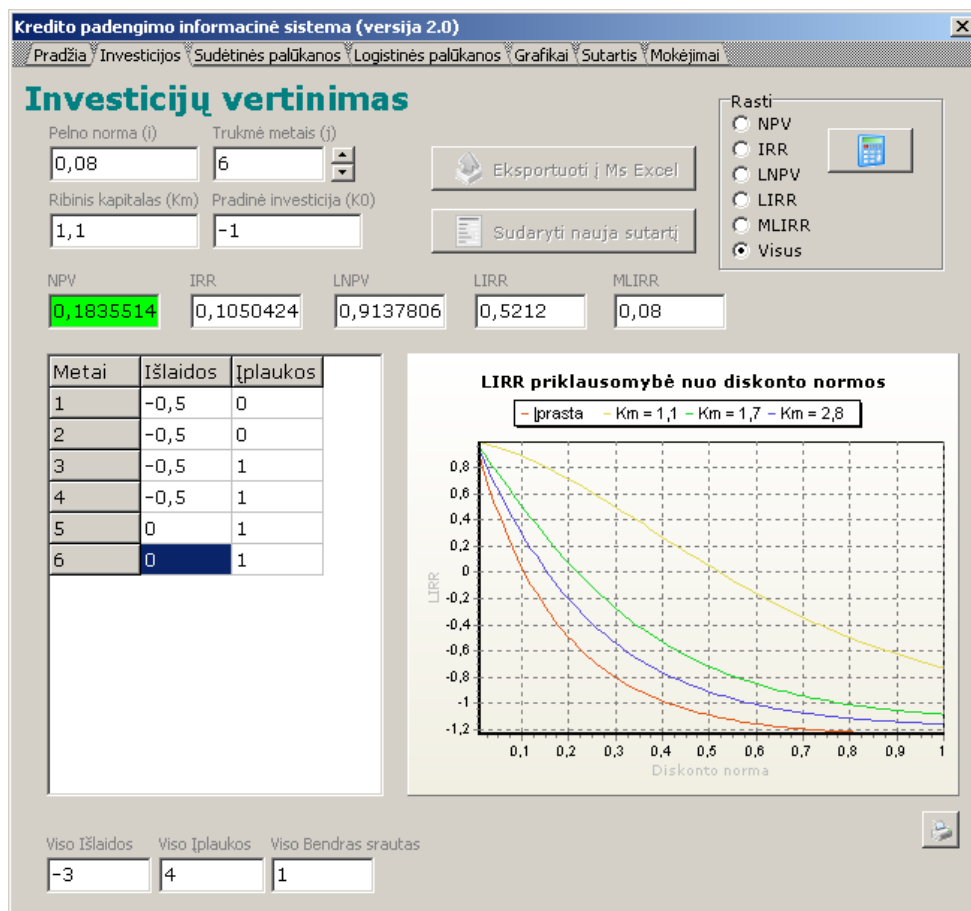 Kredito padengimo informacinė sistema (versija 2.0)
Pradžia Investicijos Sudėtinės palūkanos Logistinės palūkanos Grafikai Sutartis Mokėjimai
Investicijų vertinimas
Pelno norma (i) Trukmė metais (j)
0,08 6
Ribinis kapitalas (Km) Pradinė investicija (K0)
1,1 -1
Eksportuoti į Ms Excel
Sudaryti nauja sutartį
Rasti
NPV
IRR
LNPV
LIRR
MLIRR
Visus
NPV IRR LNPV LIRR MLIRR
0,1835514 0,1050424 0,9137806 0,5212 0,08
Metai Išlaidos Įplaukos
1 -0,5 0
2 -0,5 0
3 -0,5 1
4 -0,5 1
5 0 1
6 0 1
LIRR priklausomybė nuo diskonto normos
Įprasta Km = 1,1 Km = 1,7 Km = 2,8
0,8
0,6
0,4
0,2
0
-0,2
-0,4
-0,6
-0,8
-1
-1,2
LIRR
0,1 0,2 0,3 0,4 0,5 0,6 0,7 0,8 0,9 1
Diskonto norma
Viso Išlaidos Viso Įplaukos Viso Bendras srautas
-3 4 1